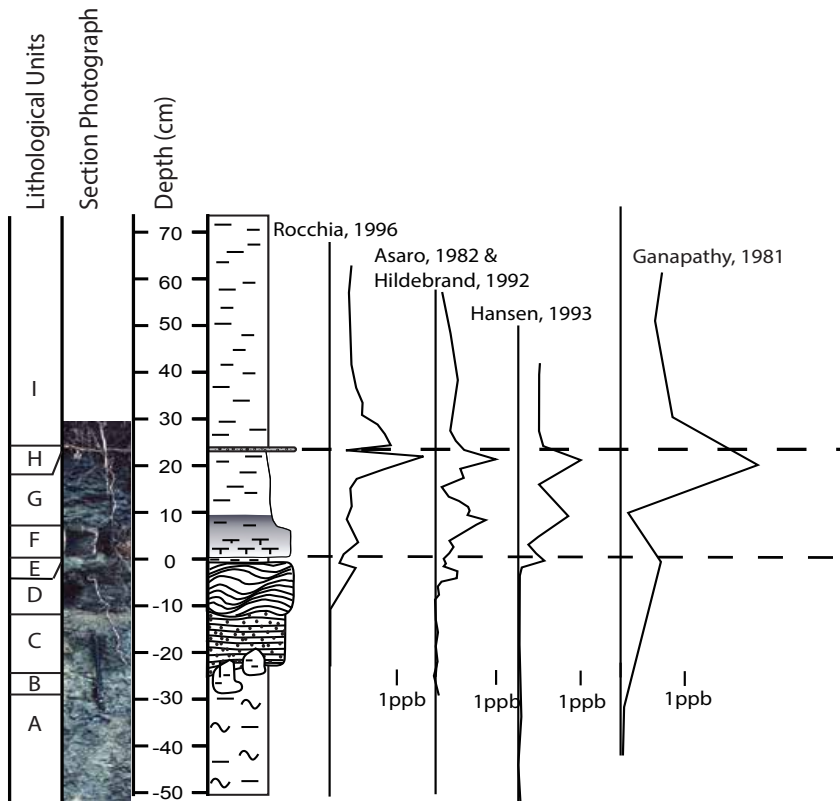 Lithological Units
Section Photograph
Depth (cm)
Rocchia, 1996
Asaro, 1982 &
Hildebrand, 1992
Hansen, 1993
Ganapathy, 1981
70
60
50
40
30
20
10
0
-10
-20
-30
-40
-50
I
H
G
F
E
D
C
B
A
1ppb
1ppb
1ppb
1ppb